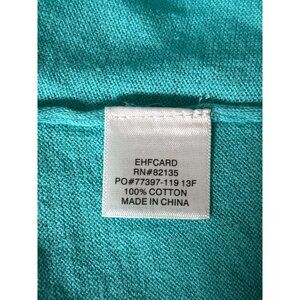 EHFCARD
RN#82135
PO#77397-119 13F
100% COTTON
MADE IN CHINA